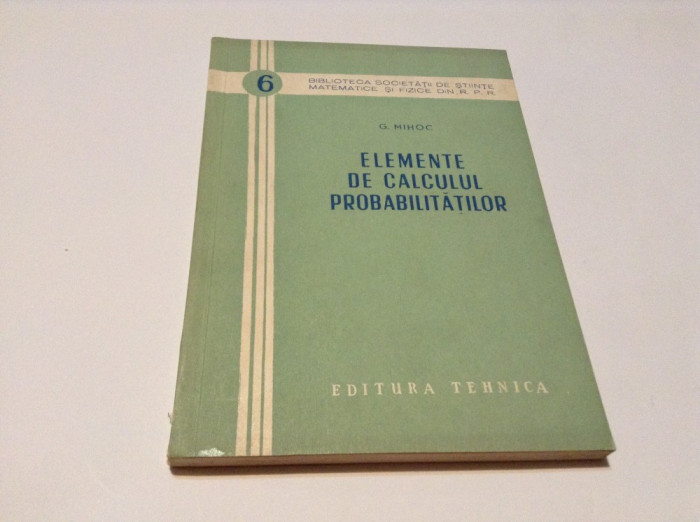 6
BIBLIOTECA SOCIETĂȚII DE ȘTIINȚE
MATEMATICE ȘI FIZICE DIN R. P. R.
G. MIHOC
ELEMENTE
DE CALCULUL
PROBABILITĂȚILOR
EDITURA TEHNICA